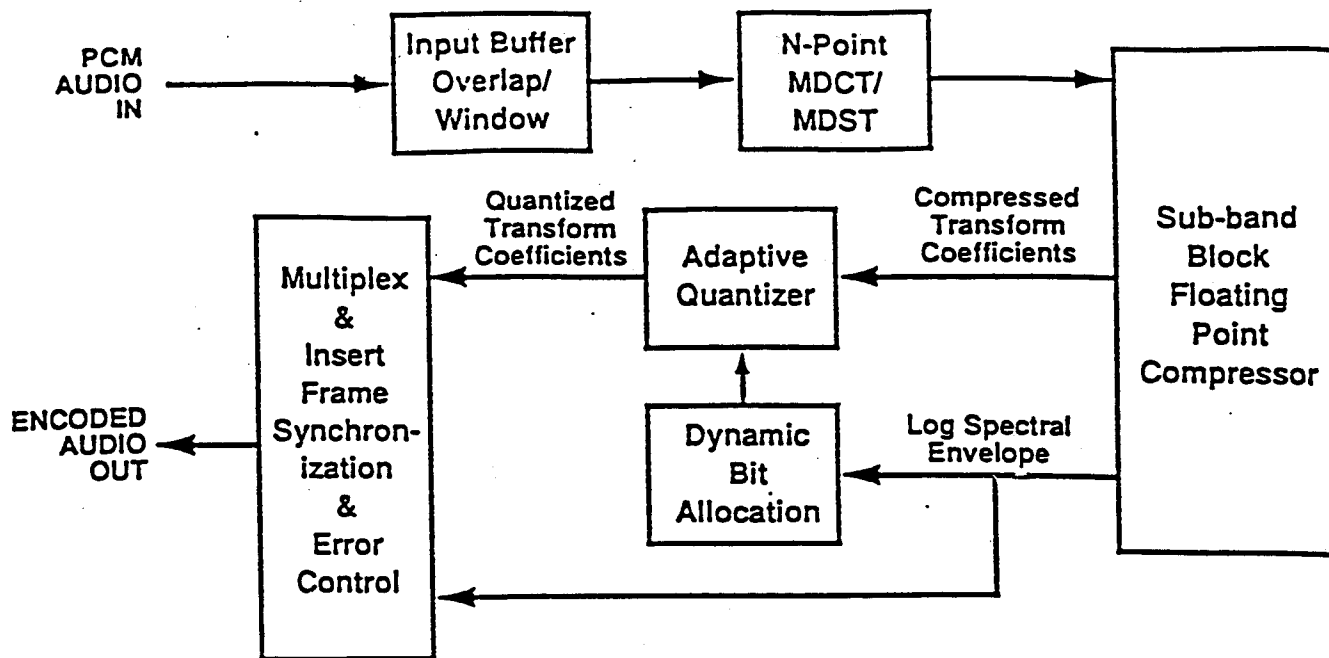 PCM
AUDIO
IN
Input Buffer
Overlap/
Window
N-Point
MDCT/
MDST
Sub-band
Block
Floating
Point
Compressor
Compressed
Transform
Coefficients
Adaptive
Quantizer
Quantized
Transform
Coefficients
Log Spectral
Envelope
Dynamic
Bit
Allocation
Multiplex
&
Insert
Frame
Synchron-
ization
&
Error
Control
ENCODED
AUDIO
OUT